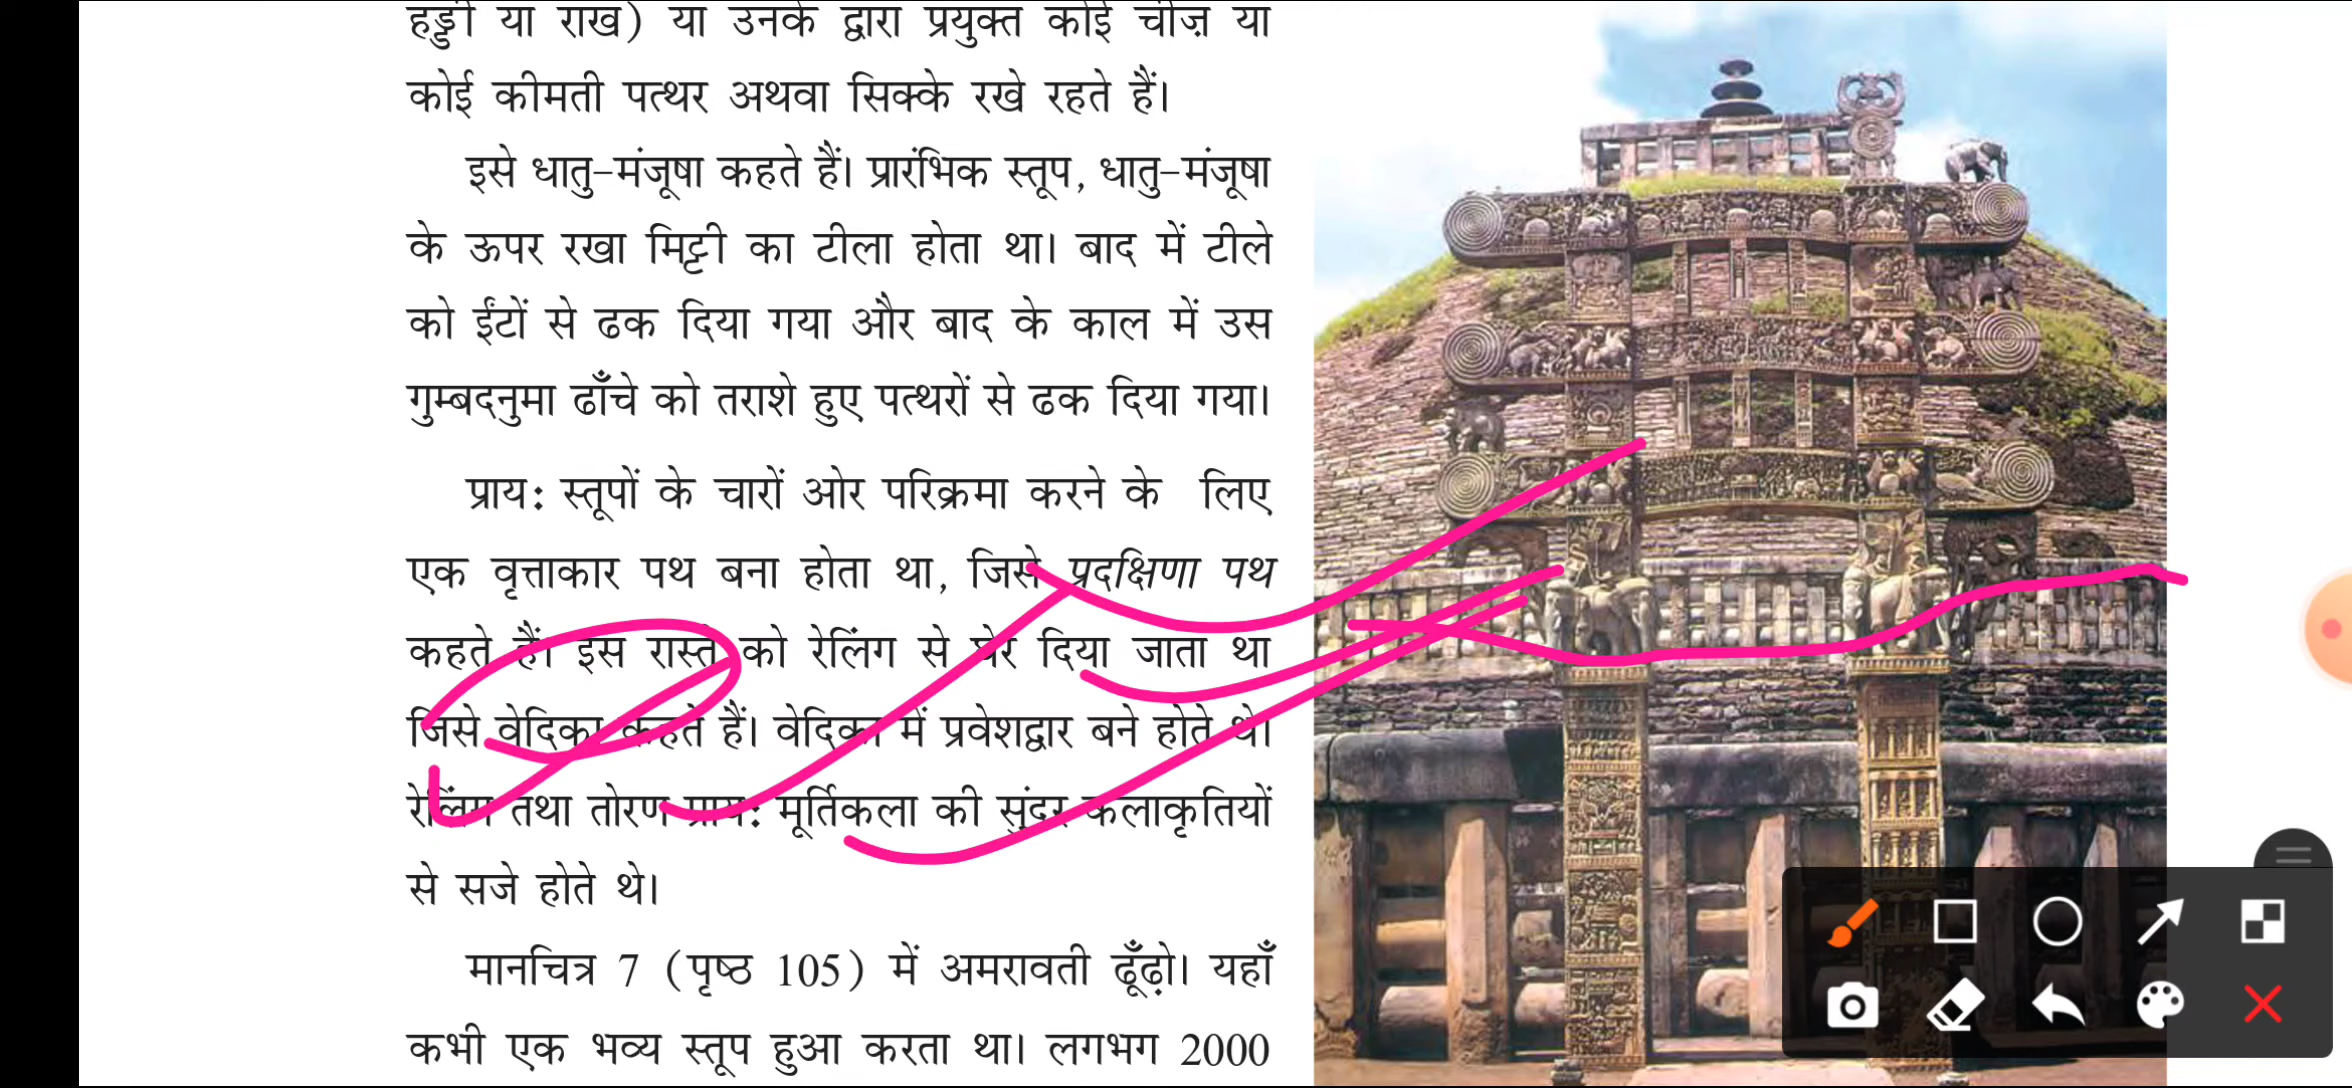 हड्डी या राख) या उनके द्वारा प्रयुक्त कोई चीज़ या
कोई कीमती पत्थर अथवा सिक्के रखे रहते हैं।
इसे धातु-मंजूषा कहते हैं। प्रारंभिक स्तूप, धातु-मंजूषा
के ऊपर रखा मिट्टी का टीला होता था। बाद में टीले
को ईंटों से ढक दिया गया और बाद के काल में उस
गुम्बदनुमा ढाँचे को तराशे हुए पत्थरों से ढक दिया गया।
प्रायः स्तूपों के चारों ओर परिक्रमा करने के लिए
एक वृत्ताकार पथ बना होता था, जिसे प्रदक्षिणा पथ
कहते हैं। इस रास्ते को रेलिंग से घेर दिया जाता था
जिसे वेदिका कहते हैं। वेदिका में प्रवेशद्वार बने होते थे।
रेलिंग तथा तोरण प्रायः मूर्तिकला की सुंदर कलाकृतियों
से सजे होते थे।
मानचित्र 7 (पृष्ठ 105) में अमरावती ढूँढ़ो। यहाँ
कभी एक भव्य स्तूप हुआ करता था। लगभग 2000